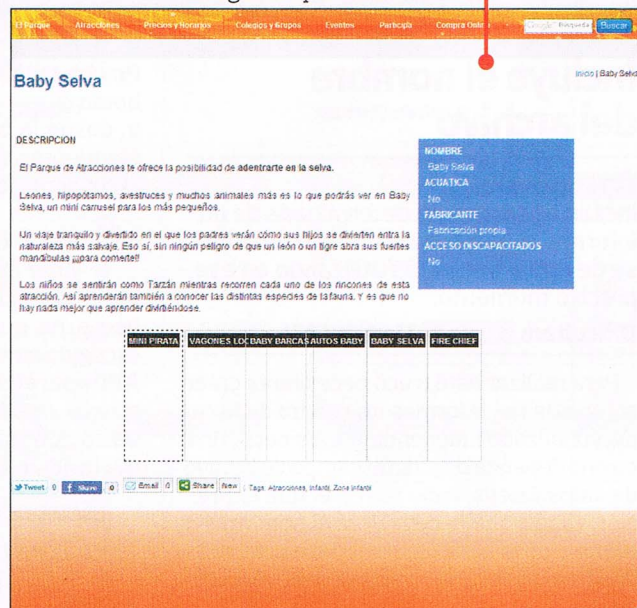 El Parque Atracciones Precios y Horarios Colegios y Grupos Eventos Participa Compra Online Google Búsqueda Buscar
Inicio | Baby Selva
Baby Selva
DESCRIPCION
El Parque de Atracciones te ofrece la posibilidad de adentrarte en la selva.
Leones, hipopótamos, avestruces y muchos animales más es lo que podrás ver en Baby
Selva, un mini carrusel para los más pequeños.
Un viaje tranquilo y divertido en el que los padres verán cómo sus hijos se divierten entra la
naturaleza más salvaje. Eso sí, sin ningún peligro de que un león o un tigre abra sus fuertes
mandíbulas ¡¡¡para comerte!!
Los niños se sentirán como Tarzán mientras recorren cada uno de los rincones de esta
atracción. Así aprenderán también a conocer las distintas especies de la fauna. Y es que no
hay nada mejor que aprender divirtiéndose.
NOMBRE
Baby Selva
ACUATICA
No
FABRICANTE
Fabricación propia
ACCESO DISCAPACITADOS
No
MINI PIRATA VAGONES LOC BABY BARCAS AUTOS BABY BABY SELVA FIRE CHIEF
Tweet 0 Share 0 Email 0 Share New Tags: Atracciones, Infantil, Zona Infantil